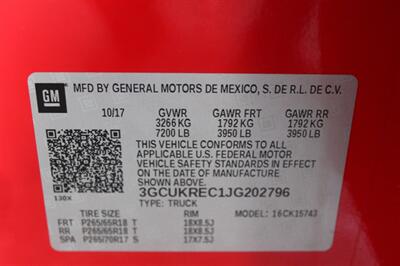 GM
MFD BY GENERAL MOTORS DE MEXICO, S. DE R.L. DE C.V.
10/17 GVWR GAWR FRT GAWR RR
3266 KG 1792 KG 1792 KG
7200 LB 3950 LB 3950 LB
THIS VEHICLE CONFORMS TO ALL
APPLICABLE U.S. FEDERAL MOTOR
VEHICLE SAFETY STANDARDS IN EFFECT
ON THE DATE OF MANUFACTURE
SHOWN ABOVE.
130X 3GCUKREC1JG202796
TYPE: TRUCK
TIRE SIZE RIM MODEL: 16CK15743
FRT P265/65R18 T 18X8.5J
RR P265/65R18 T 18X8.5J
SPA P265/70R17 S 17X7.5J